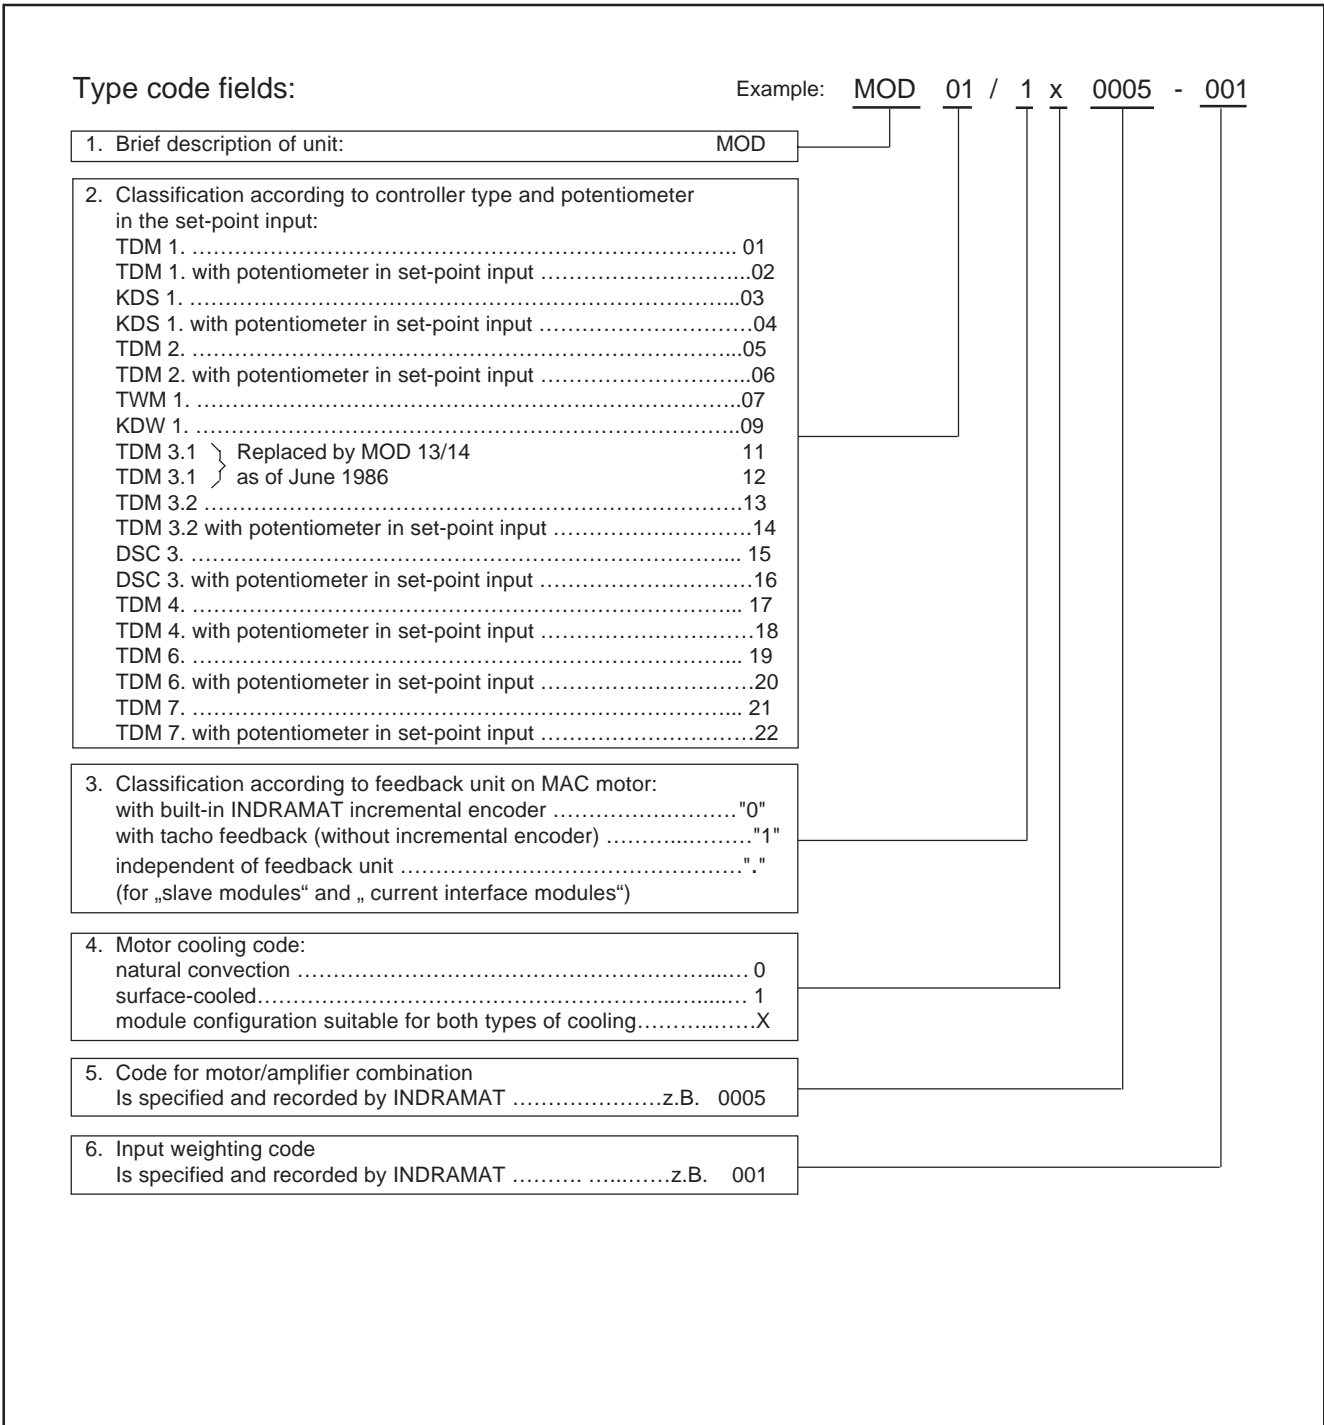 Type code fields: Example: MOD 01 / 1 x 0005 - 001
1. Brief description of unit: MOD
2. Classification according to controller type and potentiometer
in the set-point input:
TDM 1. ……………………………………………………………….. 01
TDM 1. with potentiometer in set-point input ………………………...02
KDS 1. ………………………………………………………………...03
KDS 1. with potentiometer in set-point input …………………………04
TDM 2. ………………………………………………………………...05
TDM 2. with potentiometer in set-point input ………………………...06
TWM 1. ………………………………………………………………..07
KDW 1. ………………………………………………………………..09
TDM 3.1 } Replaced by MOD 13/14 11
TDM 3.1 as of June 1986 12
TDM 3.2 ……………………………………………………………….13
TDM 3.2 with potentiometer in set-point input ……………………….14
DSC 3. ……………………………………………………………….. 15
DSC 3. with potentiometer in set-point input …………………………16
TDM 4. ………………………………………………………………... 17
TDM 4. with potentiometer in set-point input …………………………18
TDM 6. ………………………………………………………………... 19
TDM 6. with potentiometer in set-point input …………………………20
TDM 7. ……………………………………………………………….. 21
TDM 7. with potentiometer in set-point input …………………………22
3. Classification according to feedback unit on MAC motor:
with built-in INDRAMAT incremental encoder …………….………"0"
with tacho feedback (without incremental encoder) ………...………"1"
independent of feedback unit …………………………………………"."
(for „slave modules“ and „ current interface modules“)
4. Motor cooling code:
natural convection …………………………………………………....… 0
surface-cooled…………………………………………………..….....… 1
module configuration suitable for both types of cooling………..……X
5. Code for motor/amplifier combination
Is specified and recorded by INDRAMAT …………………z.B. 0005
6. Input weighting code
Is specified and recorded by INDRAMAT ………. …...……z.B. 001